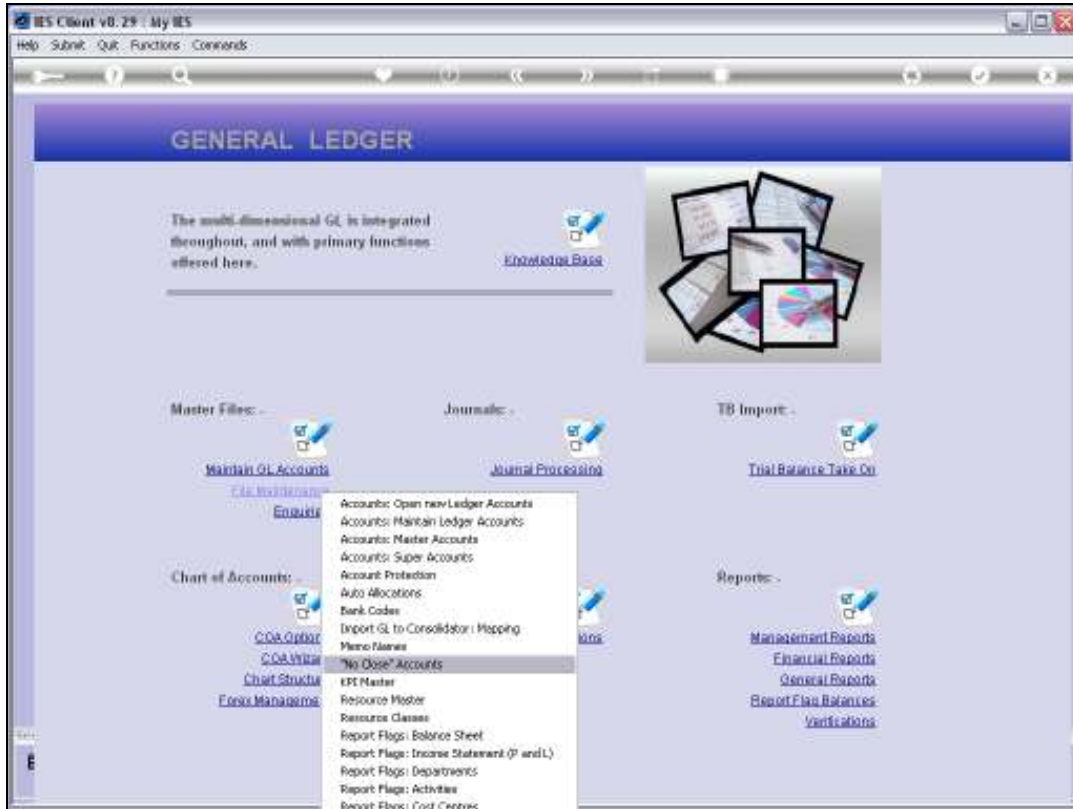 IES Client v8.29 : My IES
Help Submit Quit Functions Commands
GENERAL LEDGER
The multi-dimensional GL is integrated
throughout, and with primary functions
offered here.
Knowledge Base
Master Files: .
Journals: .
TB Import: .
Maintain GL Accounts
Journal Processing
Trial Balance Take On
File Maintenance
Enquirie
Accounts: Open new Ledger Accounts
Accounts: Maintain Ledger Accounts
Accounts: Master Accounts
Accounts: Super Accounts
Account Protection
Auto Allocations
Bank Codes
Import GL to Consolidator : Mapping
Memo Names
"No Close" Accounts
KPI Master
Resource Master
Resource Classes
Report Flags: Balance Sheet
Report Flags: Income Statement (P and L)
Report Flags: Departments
Report Flags: Activities
Report Flags: Cost Centres
Chart of Accounts: .
COA Option
COA Wizar
Chart Structu
Forex Manageme
ions
Reports: .
Management Reports
Financial Reports
General Reports
Report Flag Balances
Verifications